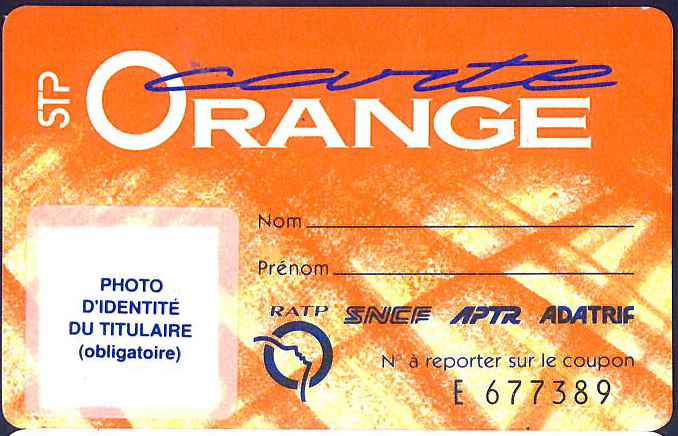 STP
carte
ORANGE
Nom
Prénom
PHOTO
D'IDENTITÉ
DU TITULAIRE
(obligatoire)
RATP SNCF APTR ADATRIF
N° à reporter sur le coupon
E 677389